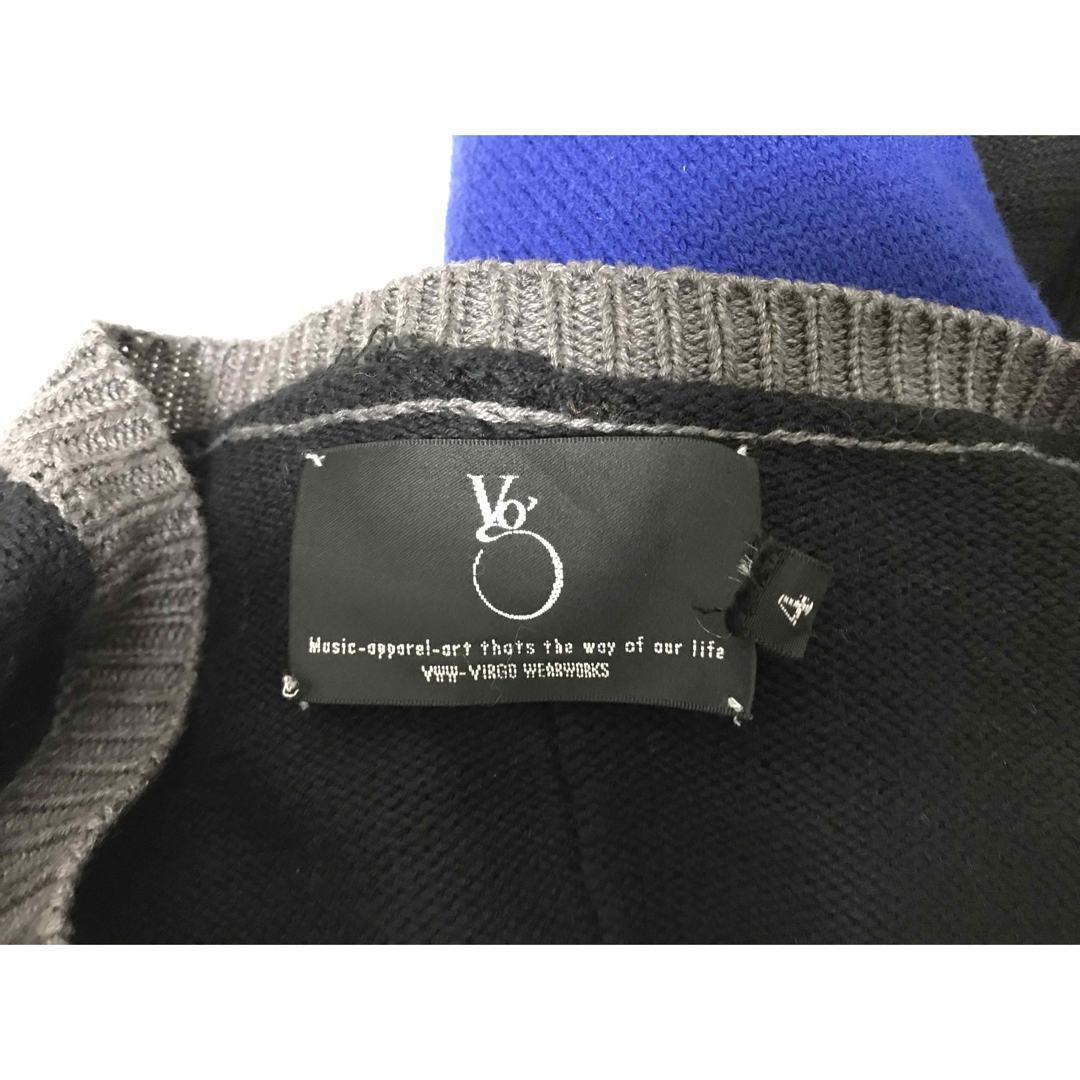 Vo'
Music-apparel-art thats the way of our life
VWW-VIRGO WEARWORKS
4